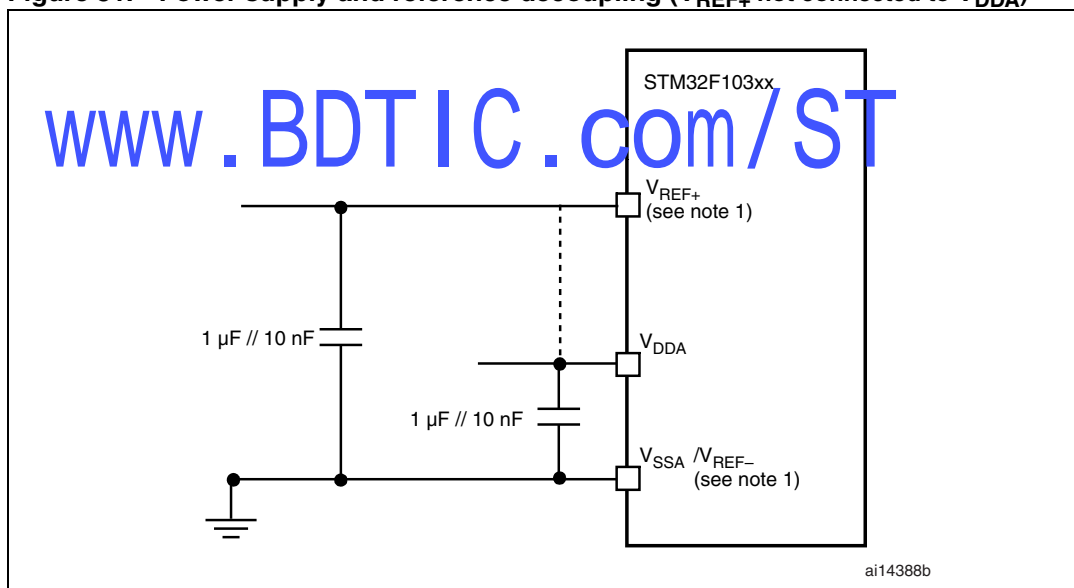 STM32F103xx
www.BDTIC.com/ST
VREF+
(see note 1)
1 µF // 10 nF
VDDA
1 µF // 10 nF
VSSA /VREF–
(see note 1)
ai14388b